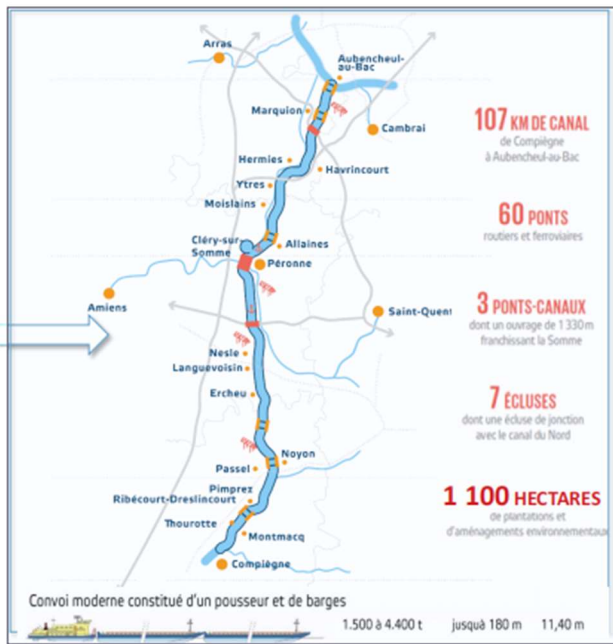 Arras
Aubencheul-
au-Bac
Marquion
Cambrai
Hermies
Havrincourt
Ytres
Moislains
Cléry-sur-
Somme
Allaines
Péronne
Amiens
Saint-Quent
Nesle
Languevoisin
Ercheu
Noyon
Passel
Pimprez
Ribécourt-Dreslincourt
Thourotte
Montmacq
Compiègne
107 KM DE CANAL
de Compiègne
à Aubencheul-au-Bac
60 PONTS
routiers et ferroviaires
3 PONTS-CANAUX
dont un ouvrage de 1 330 m
franchissant la Somme
7 ÉCLUSES
dont une écluse de jonction
avec le canal du Nord
1 100 HECTARES
de plantations et
d'aménagements environnementaux
Convoi moderne constitué d'un pousseur et de barges
1.500 à 4.400 t jusquà 180 m 11,40 m